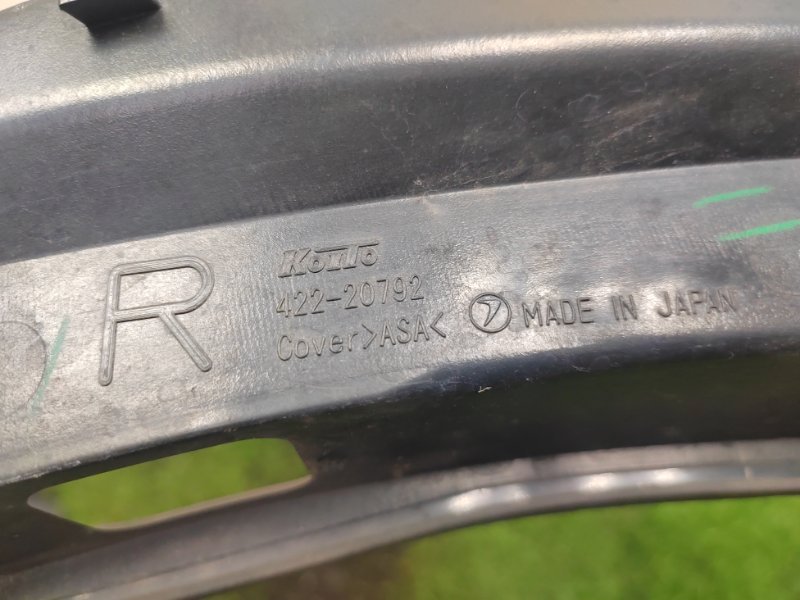 R
KOITO
422-20792
Cover>ASA<
MADE IN JAPAN